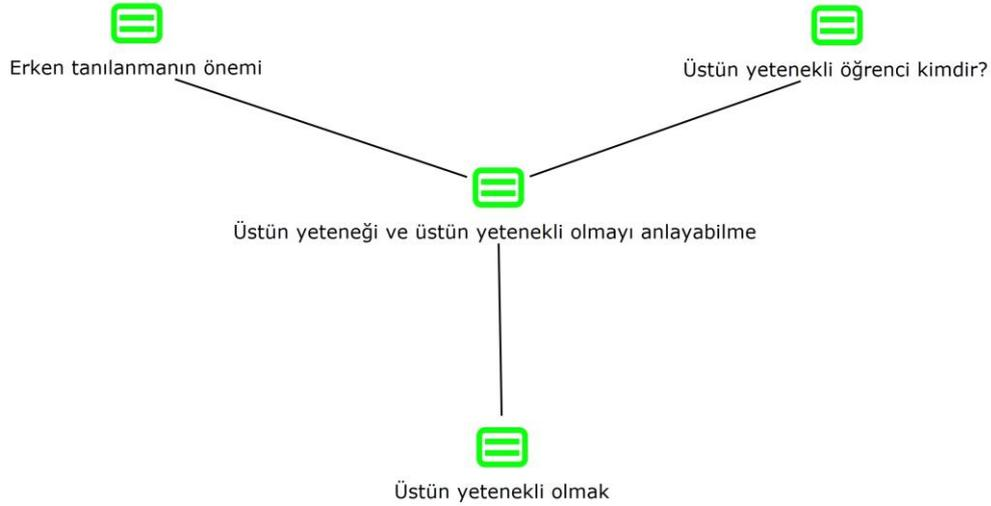 Erken tanılanmanın önemi
Üstün yetenekli öğrenci kimdir?
Üstün yeteneği ve üstün yetenekli olmayı anlayabilme
Üstün yetenekli olmak